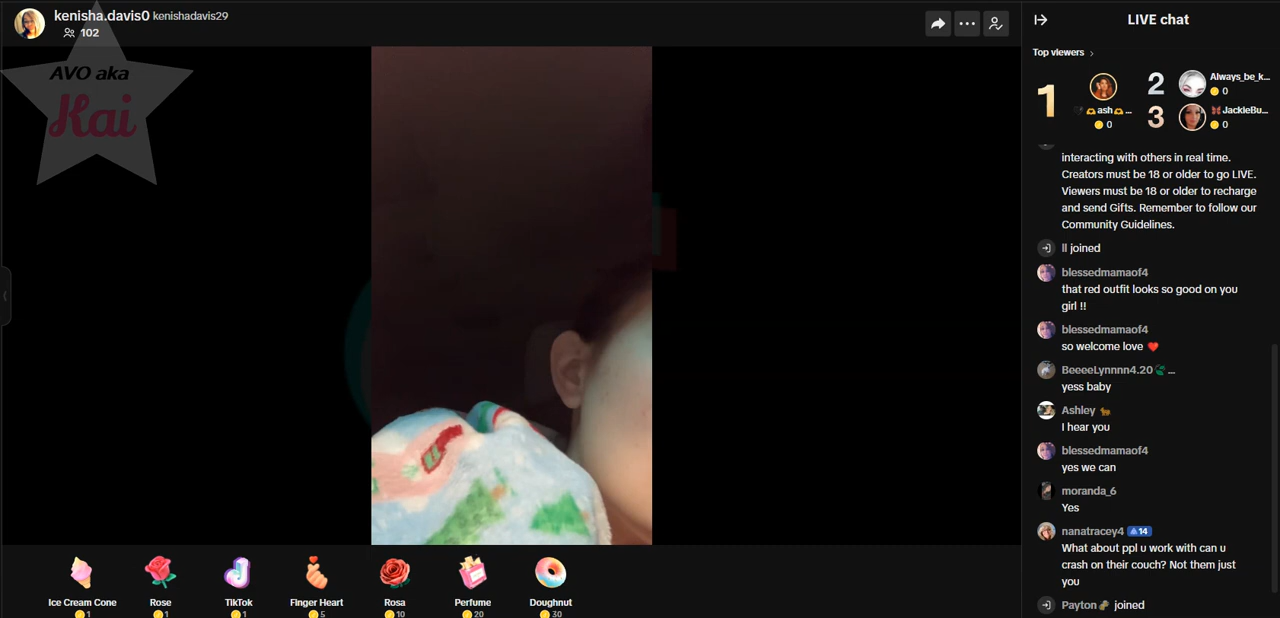 kenisha.davis0 kenishadavis29
102
AVO aka
Kai
LIVE chat
Top viewers
1
ash
0
2
Always_be_k...
0
3
JackieBu...
0
interacting with others in real time.
Creators must be 18 or older to go LIVE.
Viewers must be 18 or older to recharge
and send Gifts. Remember to follow our
Community Guidelines.
ll joined
blessedmamaof4
that red outfit looks so good on you
girl !!
blessedmamaof4
so welcome love ❤️
BeeeeLynnnn4.20 ...
yess baby
Ashley
I hear you
blessedmamaof4
yes we can
moranda_6
Yes
nanatracey4 14
What about ppl u work with can u
crash on their couch? Not them just
you
Payton joined
Ice Cream Cone
1
Rose
1
TikTok
1
Finger Heart
5
Rosa
10
Perfume
20
Doughnut
30